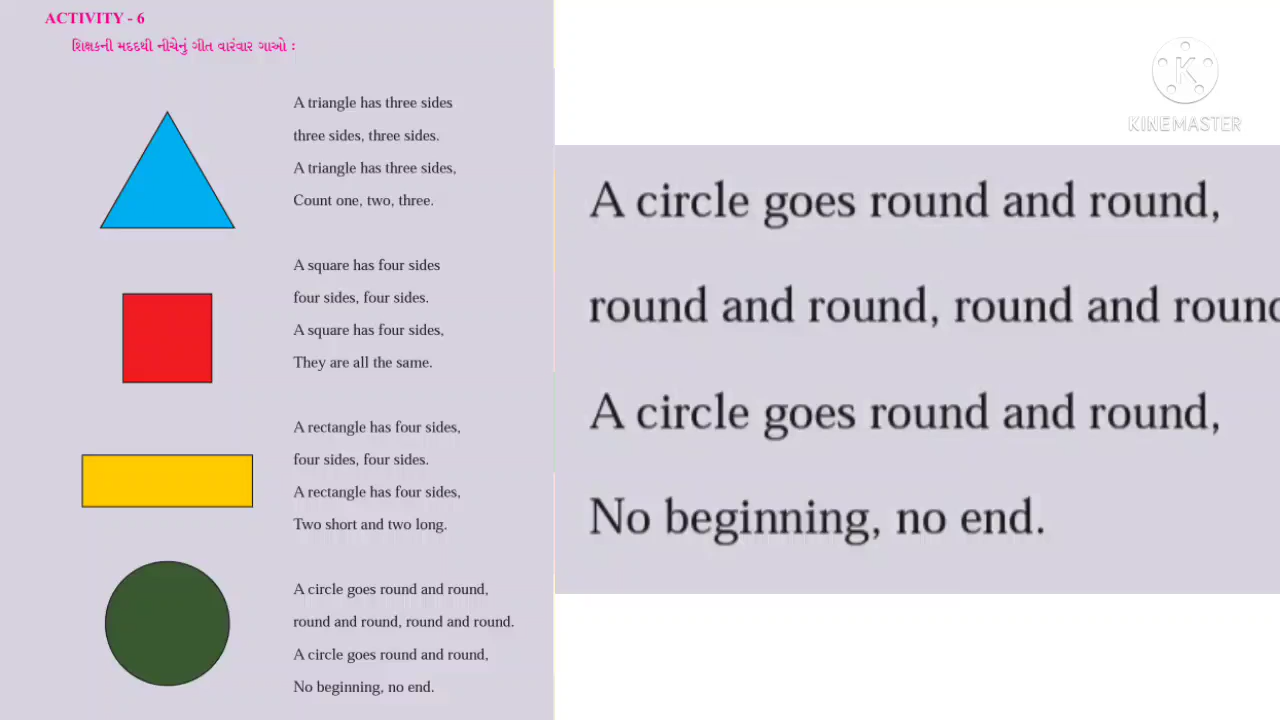 ACTIVITY - 6
શિક્ષકની મદદથી નીચેનું ગીત વારંવાર ગાઓ :
A triangle has three sides
three sides, three sides.
A triangle has three sides,
Count one, two, three.
A square has four sides
four sides, four sides.
A square has four sides,
They are all the same.
A rectangle has four sides,
four sides, four sides.
A rectangle has four sides,
Two short and two long.
A circle goes round and round,
round and round, round and round.
A circle goes round and round,
No beginning, no end.
K
KINEMASTER
A circle goes round and round,
round and round, round and roun
A circle goes round and round,
No beginning, no end.